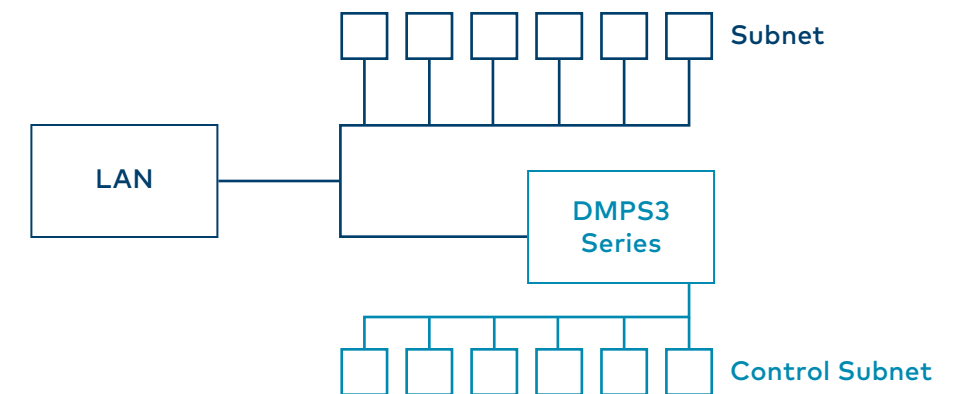 Subnet
LAN
DMPS3
Series
Control Subnet